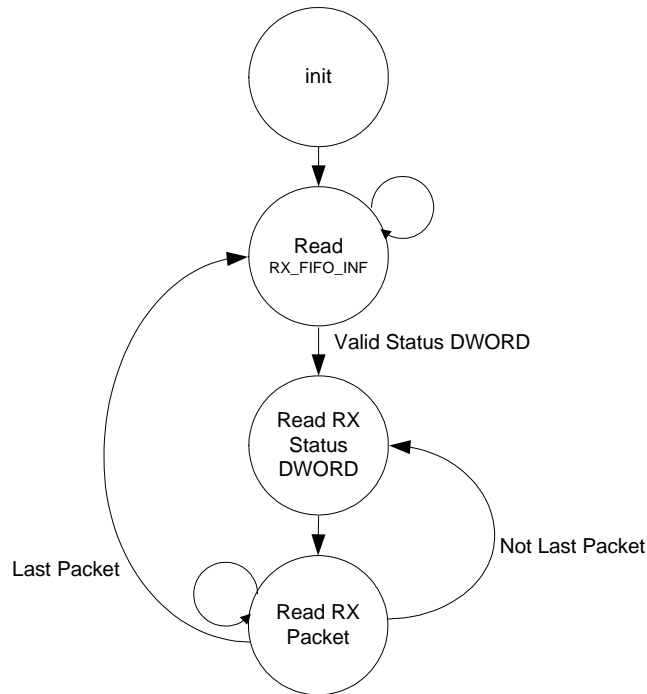 init
Read
RX_FIFO_INF
Valid Status DWORD
Read RX
Status
DWORD
Not Last Packet
Last Packet
Read RX
Packet